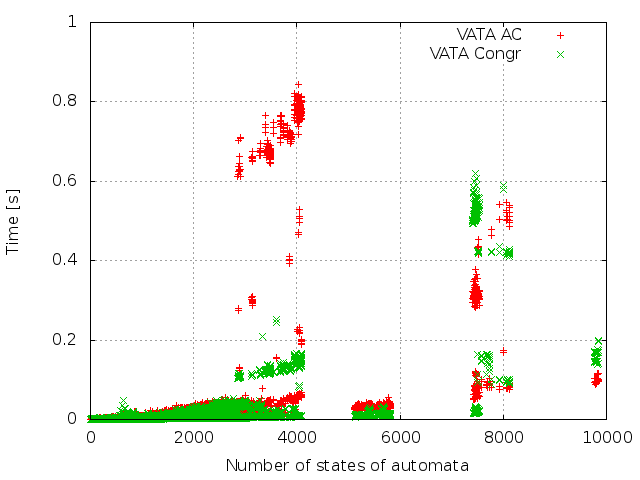 1
VATA AC
VATA Congr
0.8
0.6
Time [s]
0.4
0.2
0
0 2000 4000 6000 8000 10000
Number of states of automata